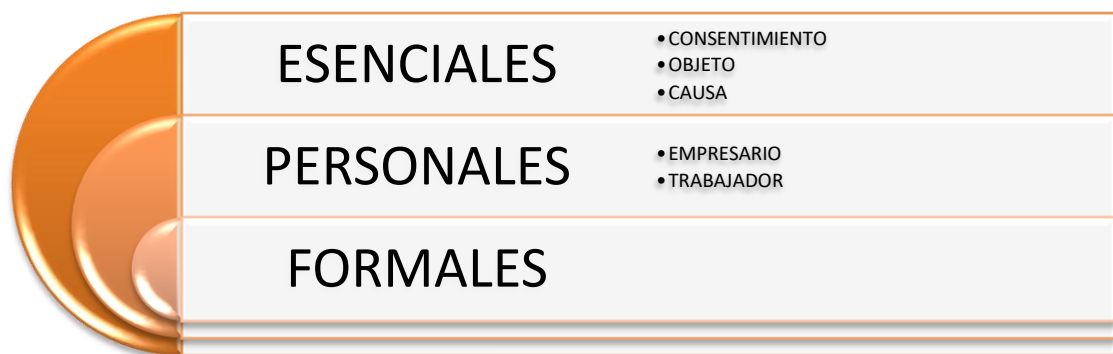 ESENCIALES
•CONSENTIMIENTO
•OBJETO
•CAUSA
PERSONALES
•EMPRESARIO
•TRABAJADOR
FORMALES